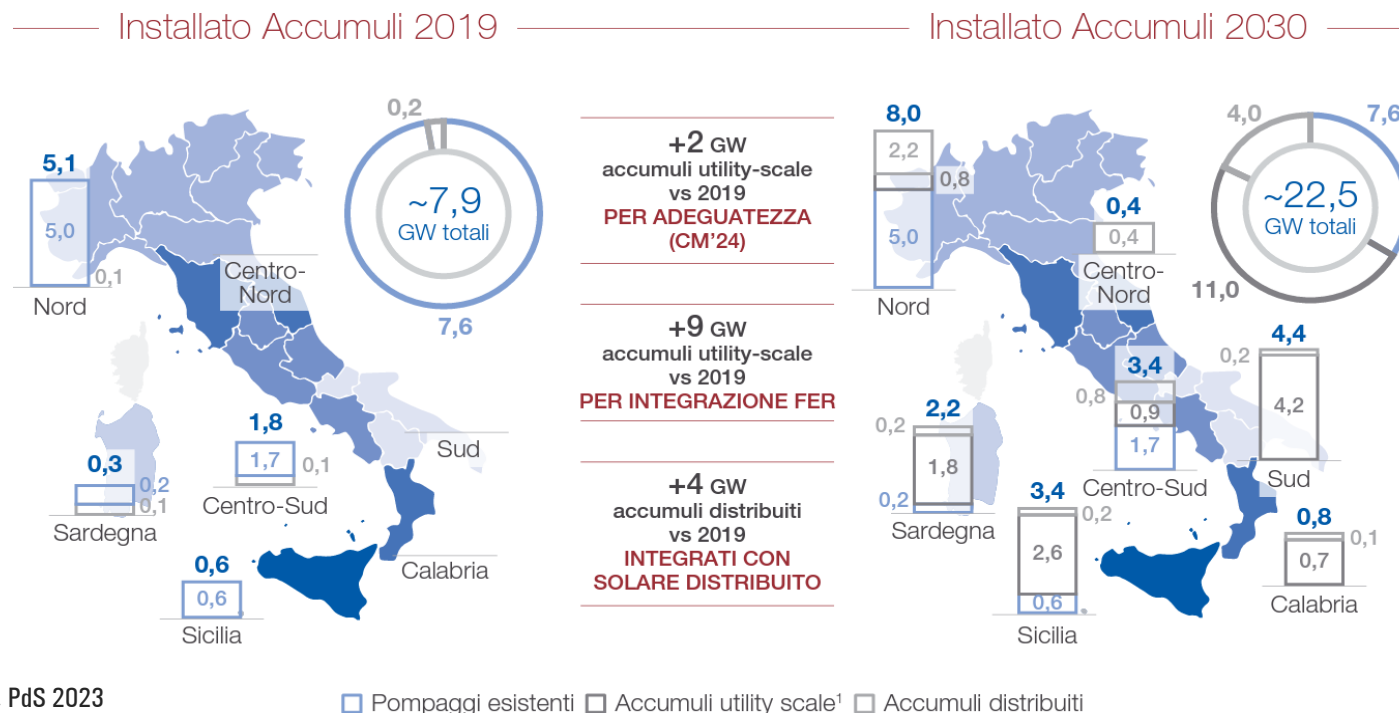 Installato Accumuli 2019
Installato Accumuli 2030
5,1
5,0
0,1
Nord
0,2
~7,9
GW totali
7,6
Centro-
Nord
0,3
0,2
0,1
Sardegna
1,8
1,7
0,1
Centro-Sud
Sud
0,6
0,6
Sicilia
Calabria
+2 GW
accumuli utility-scale
vs 2019
PER ADEGUATEZZA
(CM'24)
+9 GW
accumuli utility-scale
vs 2019
PER INTEGRAZIONE FER
+4 GW
accumuli distribuiti
vs 2019
INTEGRATI CON
SOLARE DISTRIBUITO
8,0
2,2
0,8
5,0
Nord
0,4
0,4
Centro-
Nord
4,0
7,6
~22,5
GW totali
11,0
2,2
0,2
1,8
0,2
Sardegna
3,4
0,8
0,9
1,7
Centro-Sud
4,4
0,2
4,2
Sud
3,4
0,2
2,6
0,6
Sicilia
0,8
0,1
0,7
Calabria
PdS 2023
Pompaggi esistenti
Accumuli utility scale¹
Accumuli distribuiti